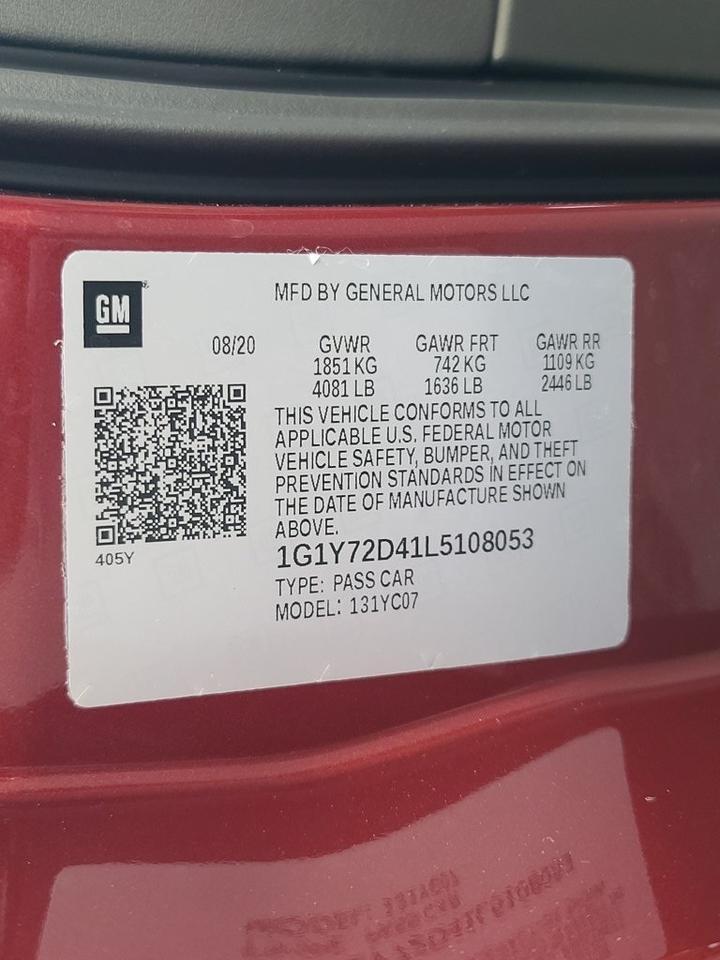 GM
MFD BY GENERAL MOTORS LLC
08/20 GVWR GAWR FRT GAWR RR
1851 KG 742 KG 1109 KG
4081 LB 1636 LB 2446 LB
THIS VEHICLE CONFORMS TO ALL
APPLICABLE U.S. FEDERAL MOTOR
VEHICLE SAFETY, BUMPER, AND THEFT
PREVENTION STANDARDS IN EFFECT ON
THE DATE OF MANUFACTURE SHOWN
ABOVE.
405Y
1G1Y72D41L5108053
TYPE: PASS CAR
MODEL: 131YC07